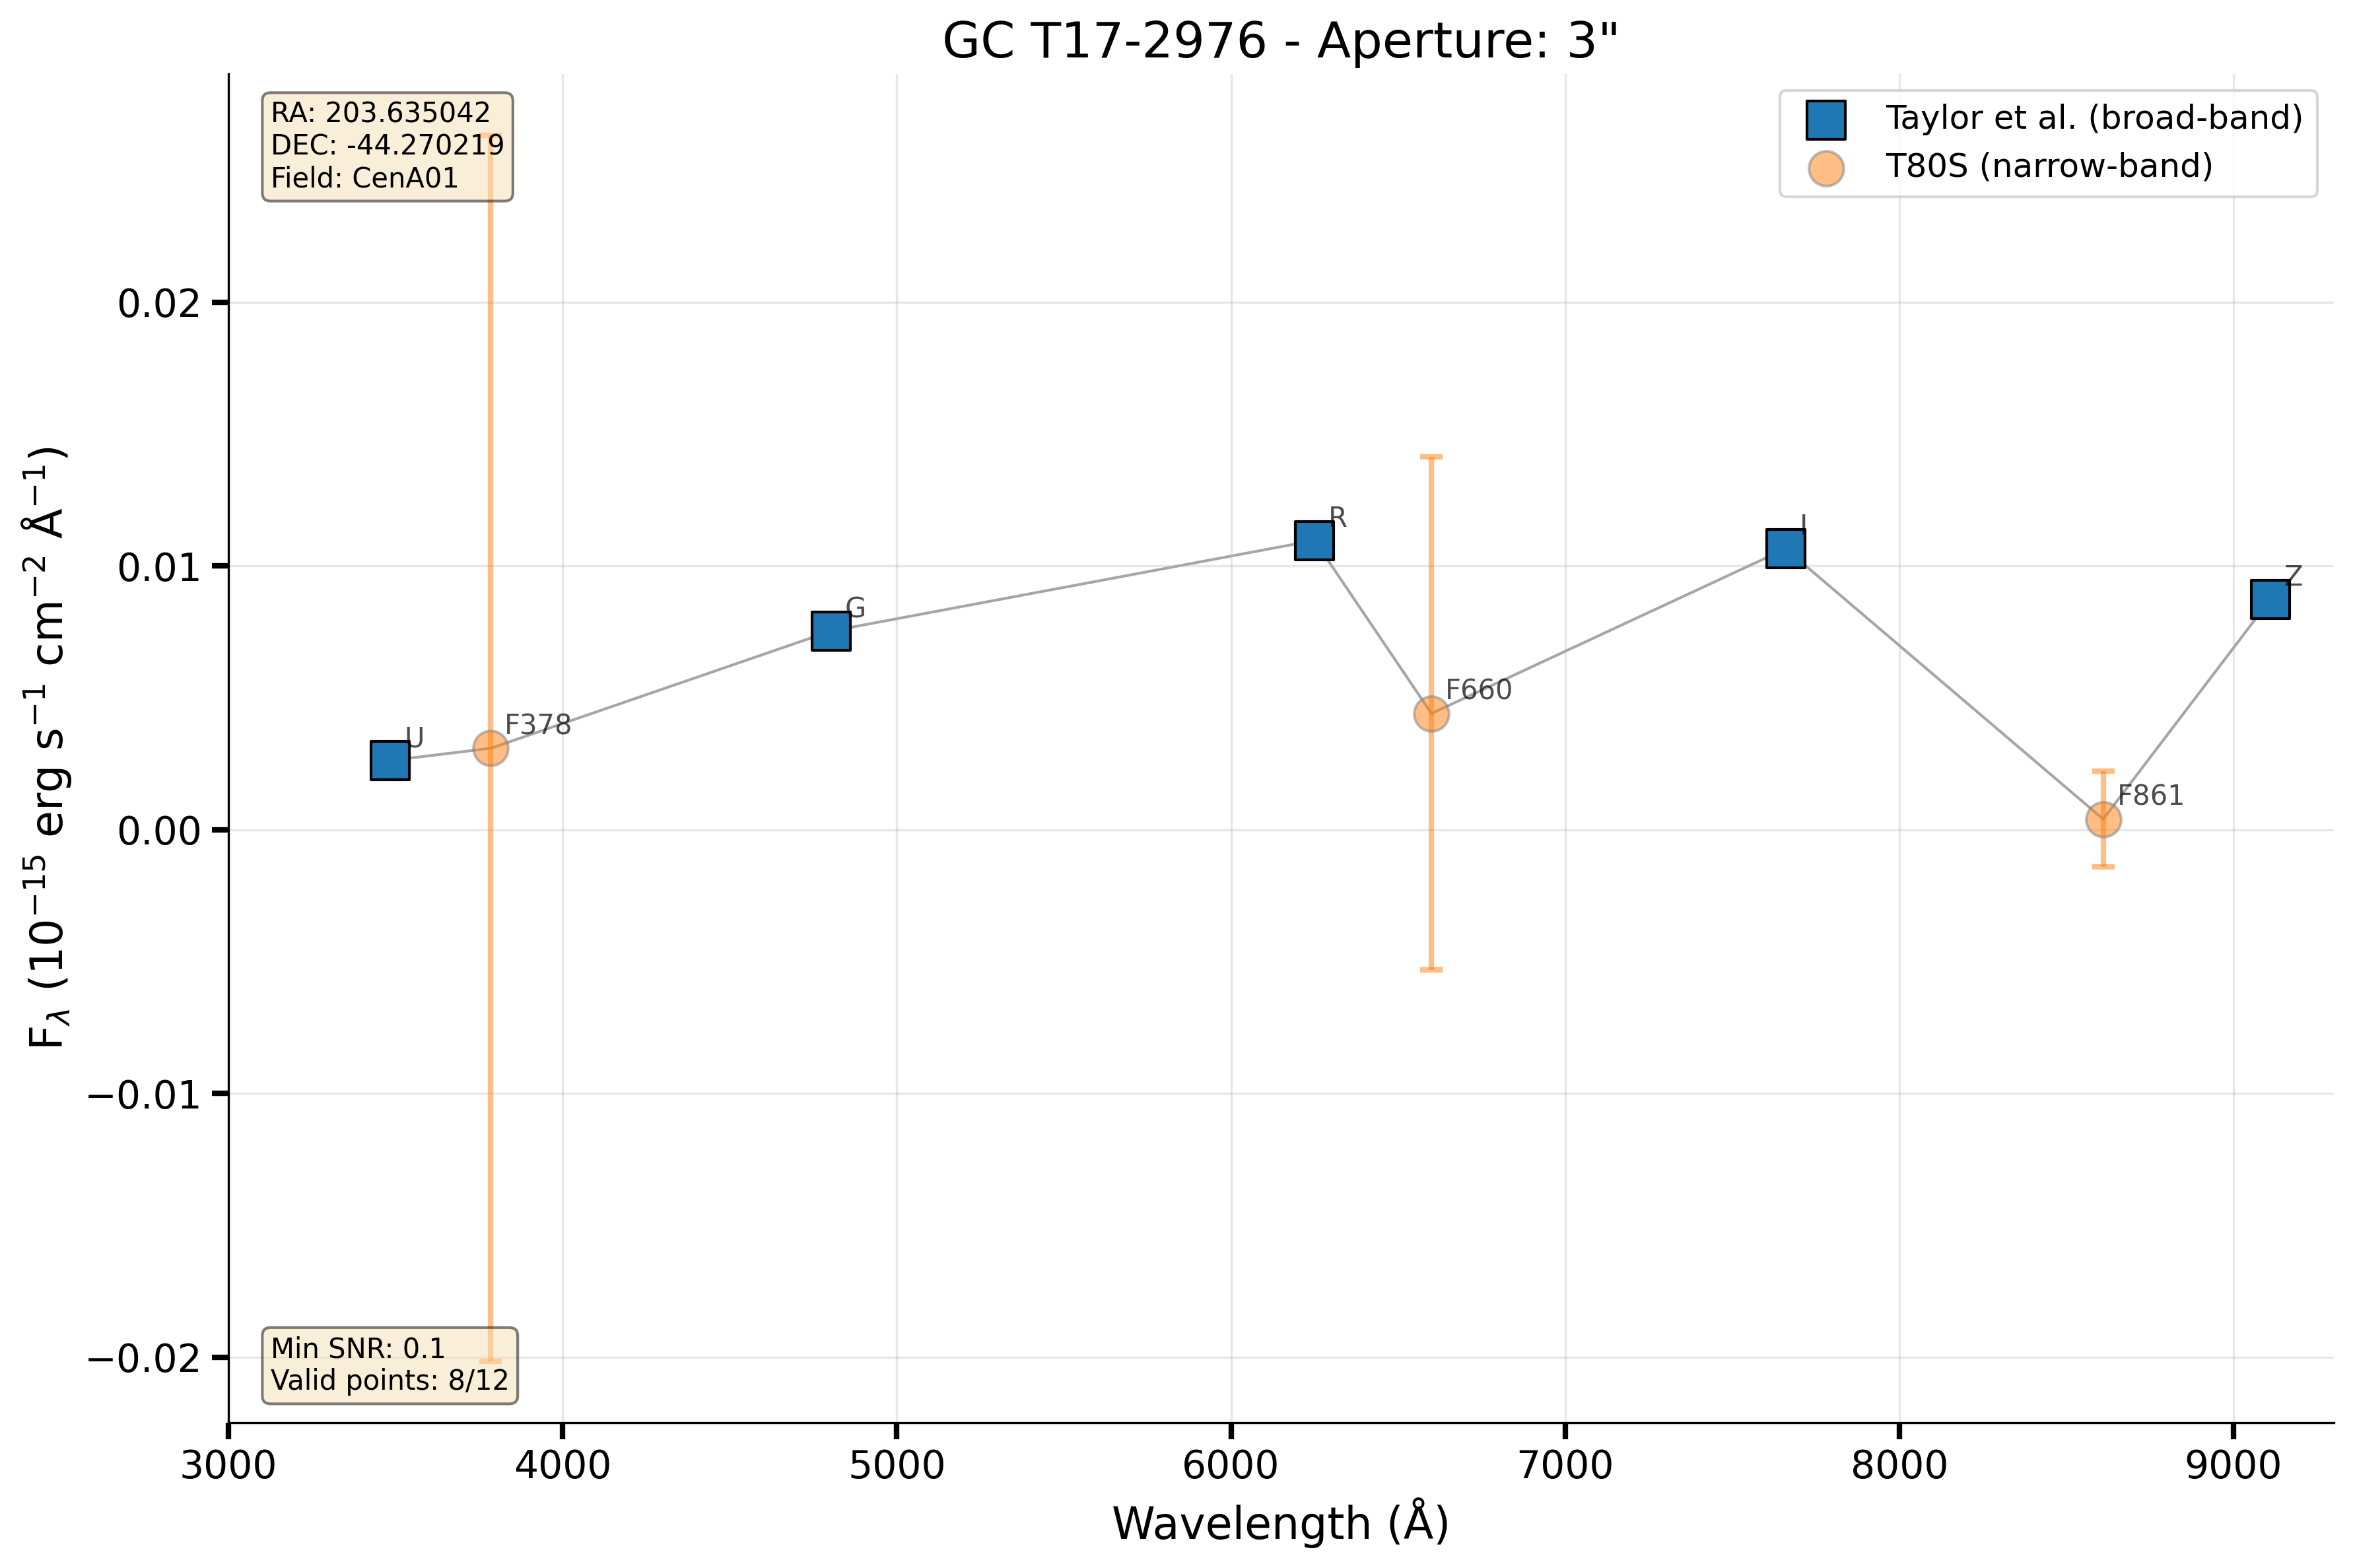 GC T17-2976 - Aperture: 3"
RA: 203.635042
DEC: -44.270219
Field: CenA01
Taylor et al. (broad-band)
T80S (narrow-band)
0.02
0.01
0.00
−0.01
−0.02
F_λ (10⁻¹⁵ erg s⁻¹ cm⁻² Å⁻¹)
U
F378
G
R
F660
I
F861
Z
Min SNR: 0.1
Valid points: 8/12
3000 4000 5000 6000 7000 8000 9000
Wavelength (Å)